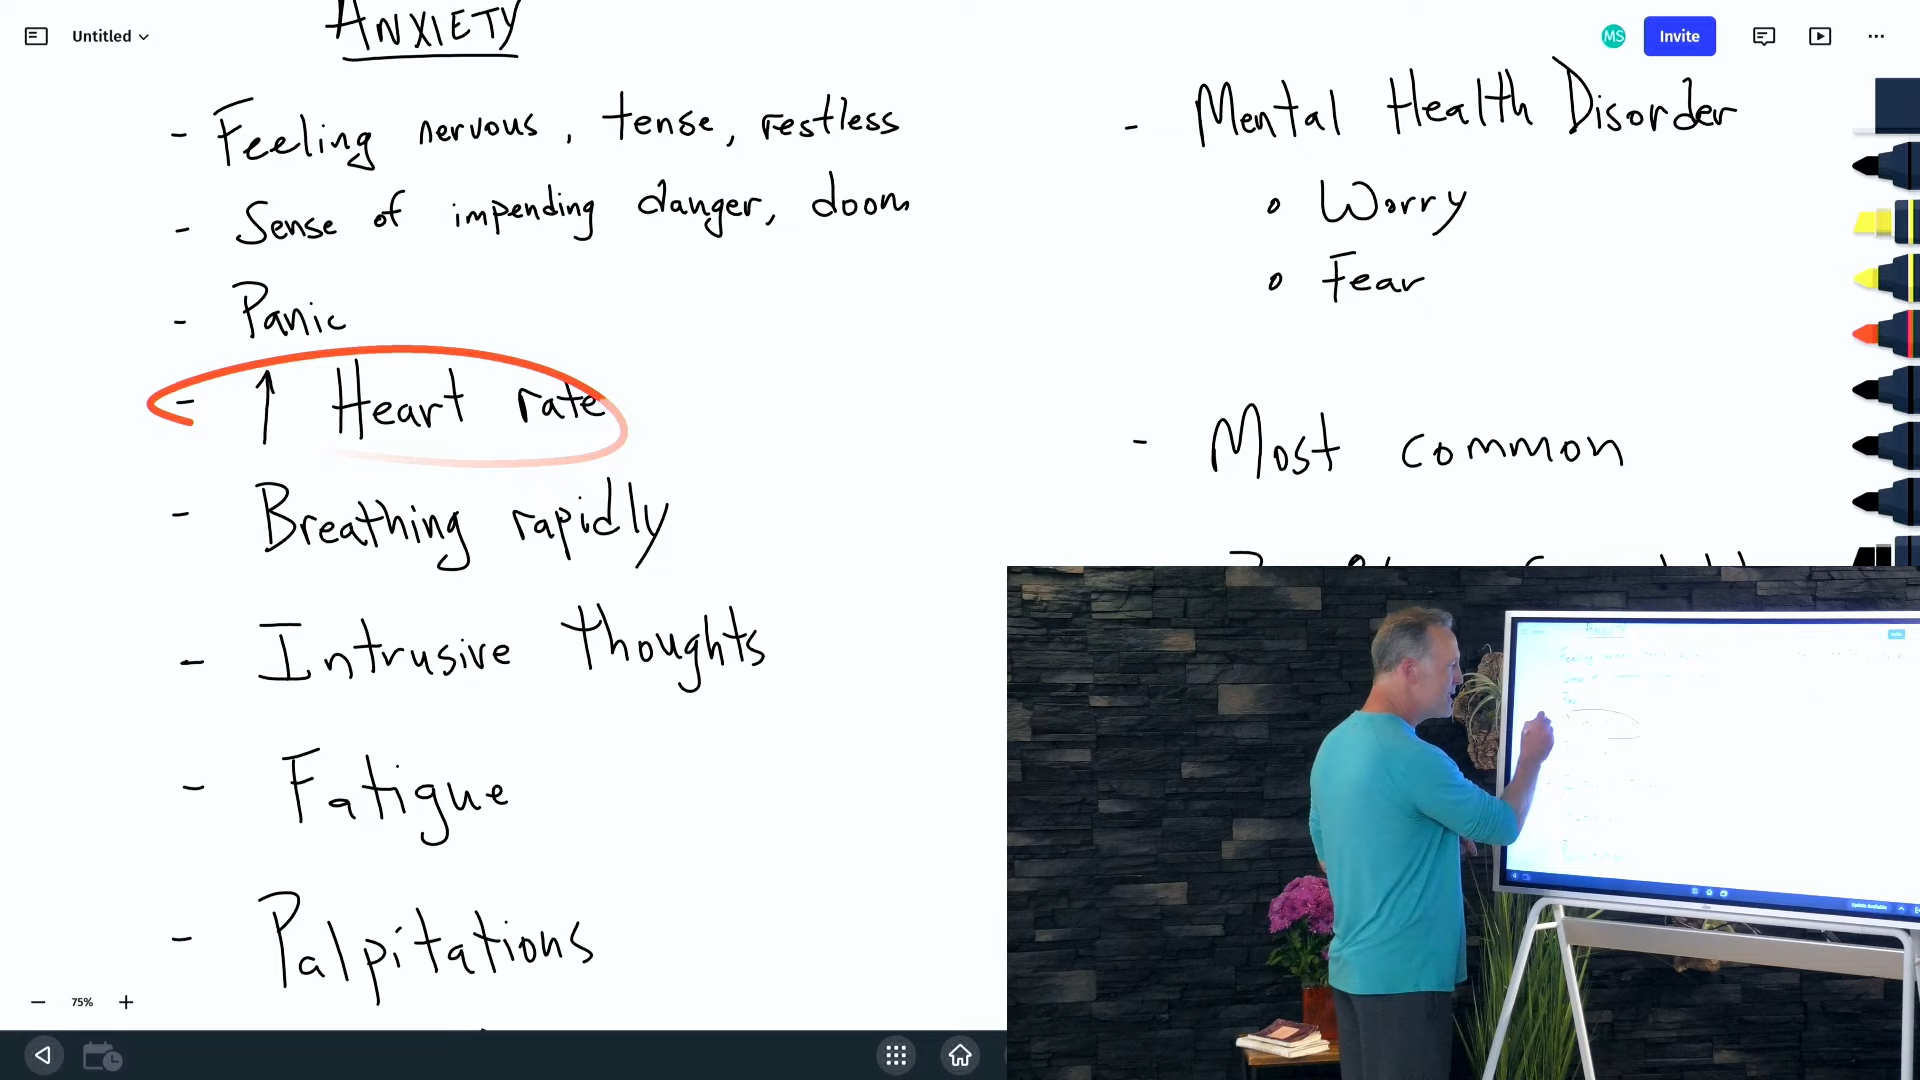 Untitled
ANXIETY
MS
Invite
- Feeling nervous, tense, restless
- Sense of impending danger, doom
- Panic
- ↑ Heart rate
- Breathing rapidly
- Intrusive thoughts
- Fatigue
- Palpitations
- Mental Health Disorder
Worry
Fear
- Most common
75%